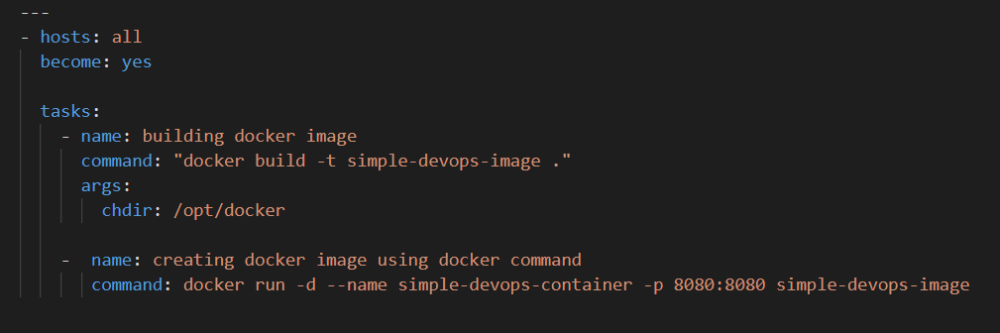 ---
- hosts: all
  become: yes

  tasks:
    - name: building docker image
      command: "docker build -t simple-devops-image ."
      args:
        chdir: /opt/docker

    -  name: creating docker image using docker command
       command: docker run -d --name simple-devops-container -p 8080:8080 simple-devops-image